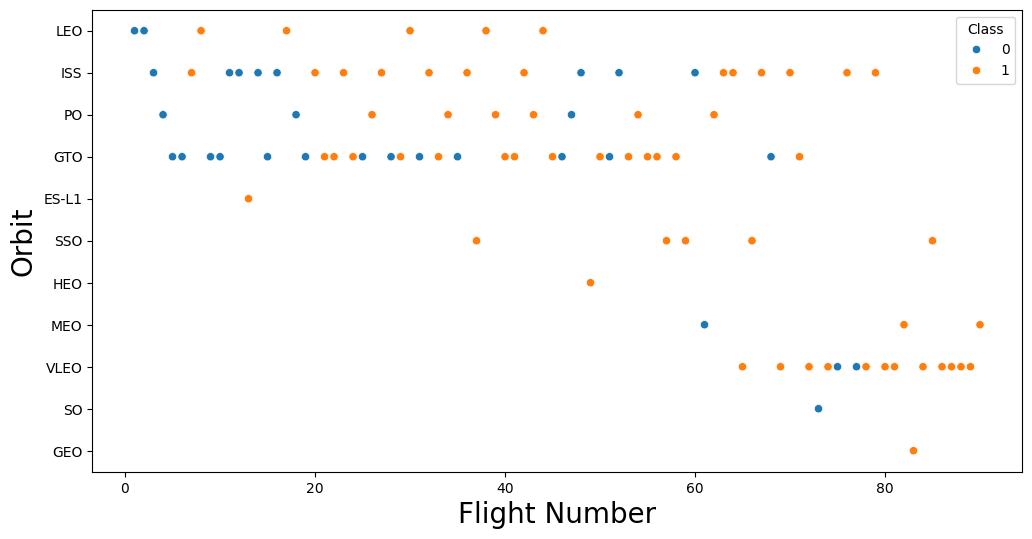 LEO
ISS
PO
GTO
ES-L1
SSO
HEO
MEO
VLEO
SO
GEO
Orbit
0
20
40
60
80
Flight Number
Class
0
1